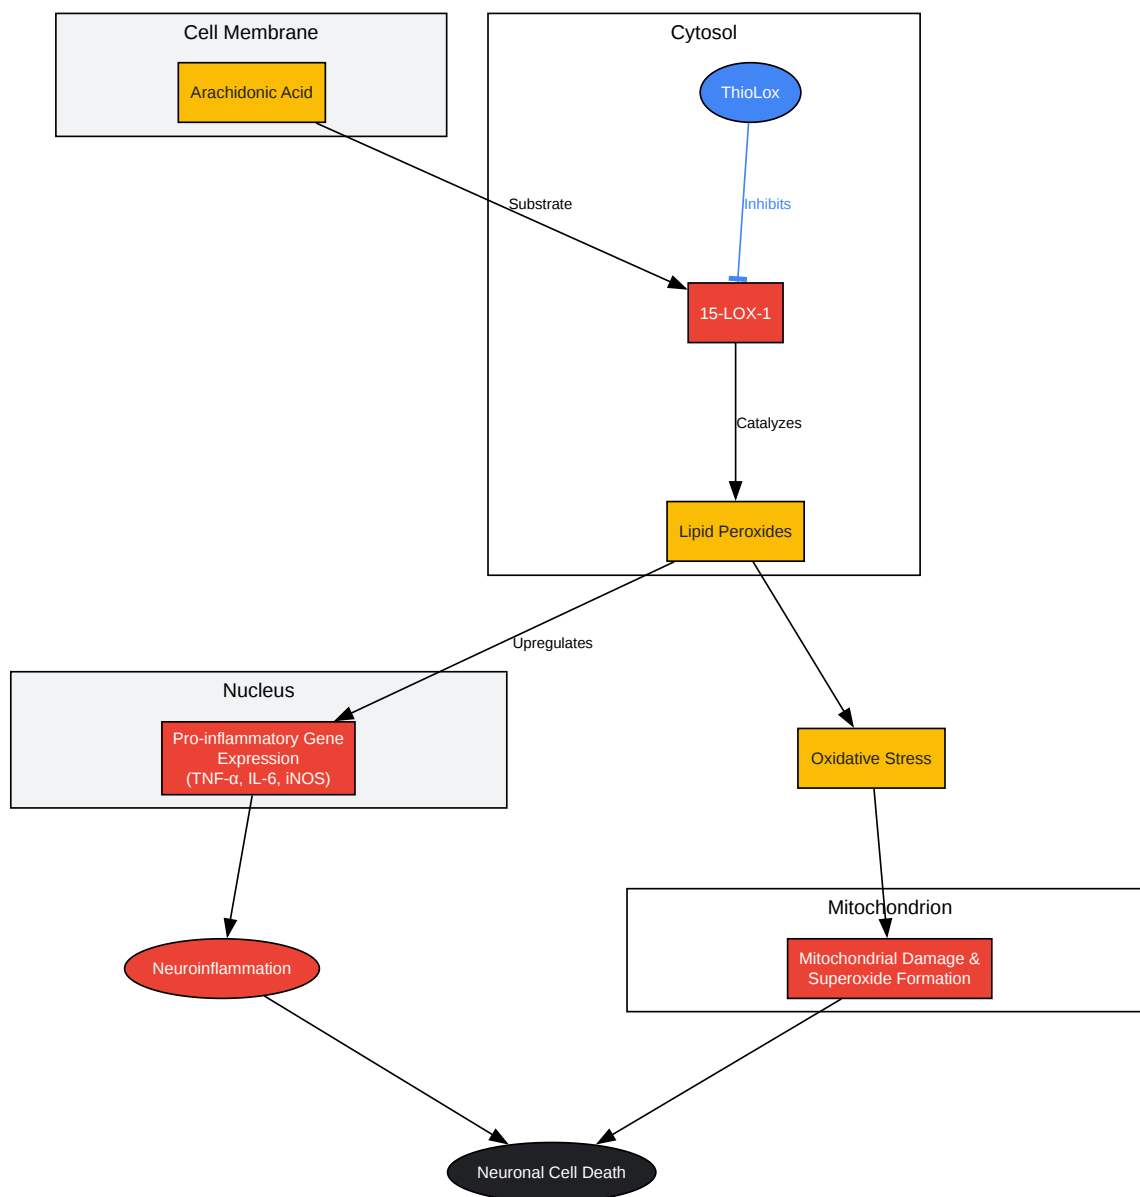 Cell Membrane
Arachidonic Acid
Cytosol
ThioLox
Substrate
Inhibits
15-LOX-1
Catalyzes
Lipid Peroxides
Upregulates
Nucleus
Pro-inflammatory Gene
Expression
(TNF-α, IL-6, iNOS)
Oxidative Stress
Mitochondrion
Neuroinflammation
Mitochondrial Damage &
Superoxide Formation
Neuronal Cell Death